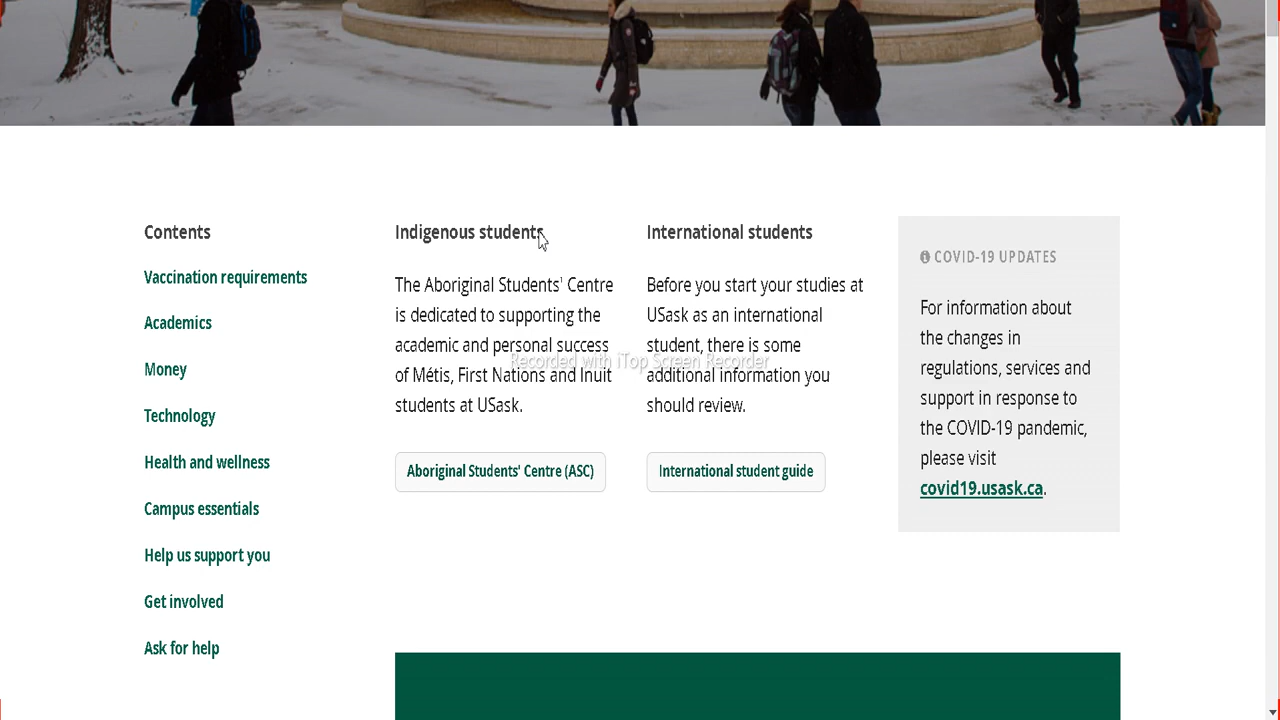 Contents
Vaccination requirements
Academics
Money
Technology
Health and wellness
Campus essentials
Help us support you
Get involved
Ask for help
Indigenous students
The Aboriginal Students' Centre
is dedicated to supporting the
academic and personal success
of Métis, First Nations and Inuit
students at USask.
Aboriginal Students' Centre (ASC)
International students
Before you start your studies at
USask as an international
student, there is some
additional information you
should review.
International student guide
COVID-19 UPDATES
For information about
the changes in
regulations, services and
support in response to
the COVID-19 pandemic,
please visit
covid19.usask.ca.
Recorded with iTop Screen Recorder